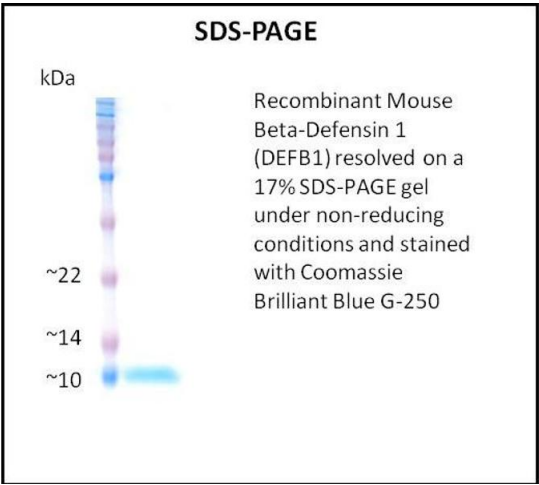 SDS-PAGE
kDa
Recombinant Mouse
Beta-Defensin 1
(DEFB1) resolved on a
17% SDS-PAGE gel
under non-reducing
conditions and stained
with Coomassie
Brilliant Blue G-250
~22
~14
~10